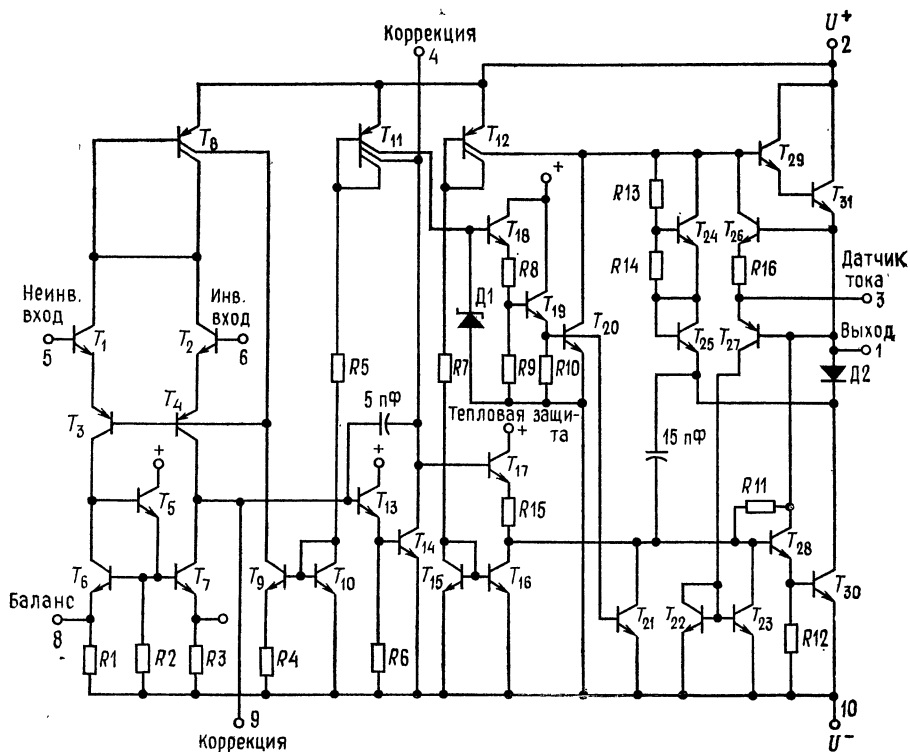 Коррекция
4
U+
2
T8
T11
T12
+
T29
T31
R13
T18
T24
T26
R14
R8
R16
Датчик
тока
3
Неинв.
вход
Инв.
вход
Д1
T19
T20
5
T1
T2
6
T25
T27
Выход
1
R5
R7
R9
R10
Д2
T3
T4
5 пФ
Тепловая защи-
та
+
15 пФ
+
+
T17
T5
T13
R15
R11
T6
T7
T9
T10
T14
T15
T16
T28
T30
Баланс
8
T21
T22
T23
R1
R2
R3
R4
R6
R12
9
Коррекция
10
U-